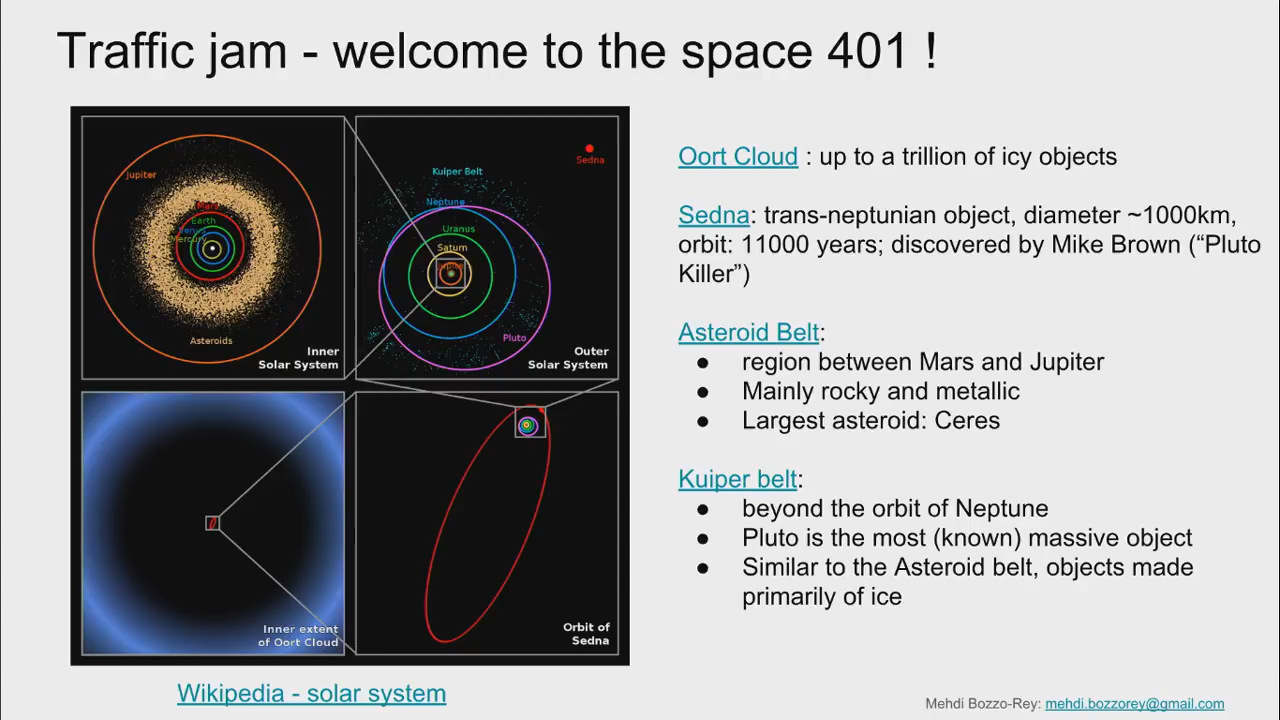 Traffic jam - welcome to the space 401 !
Jupiter
Mars
Earth
Venus
Mercury
Asteroids
Inner
Solar System
Sedna
Kuiper Belt
Neptune
Uranus
Saturn
Jupiter
Pluto
Outer
Solar System
Inner extent
of Oort Cloud
Orbit of
Sedna
Wikipedia - solar system
Oort Cloud : up to a trillion of icy objects
Sedna: trans-neptunian object, diameter ~1000km,
orbit: 11000 years; discovered by Mike Brown (“Pluto
Killer”)
Asteroid Belt:
● region between Mars and Jupiter
● Mainly rocky and metallic
● Largest asteroid: Ceres
Kuiper belt:
● beyond the orbit of Neptune
● Pluto is the most (known) massive object
● Similar to the Asteroid belt, objects made
primarily of ice
Mehdi Bozzo-Rey: mehdi.bozzorey@gmail.com